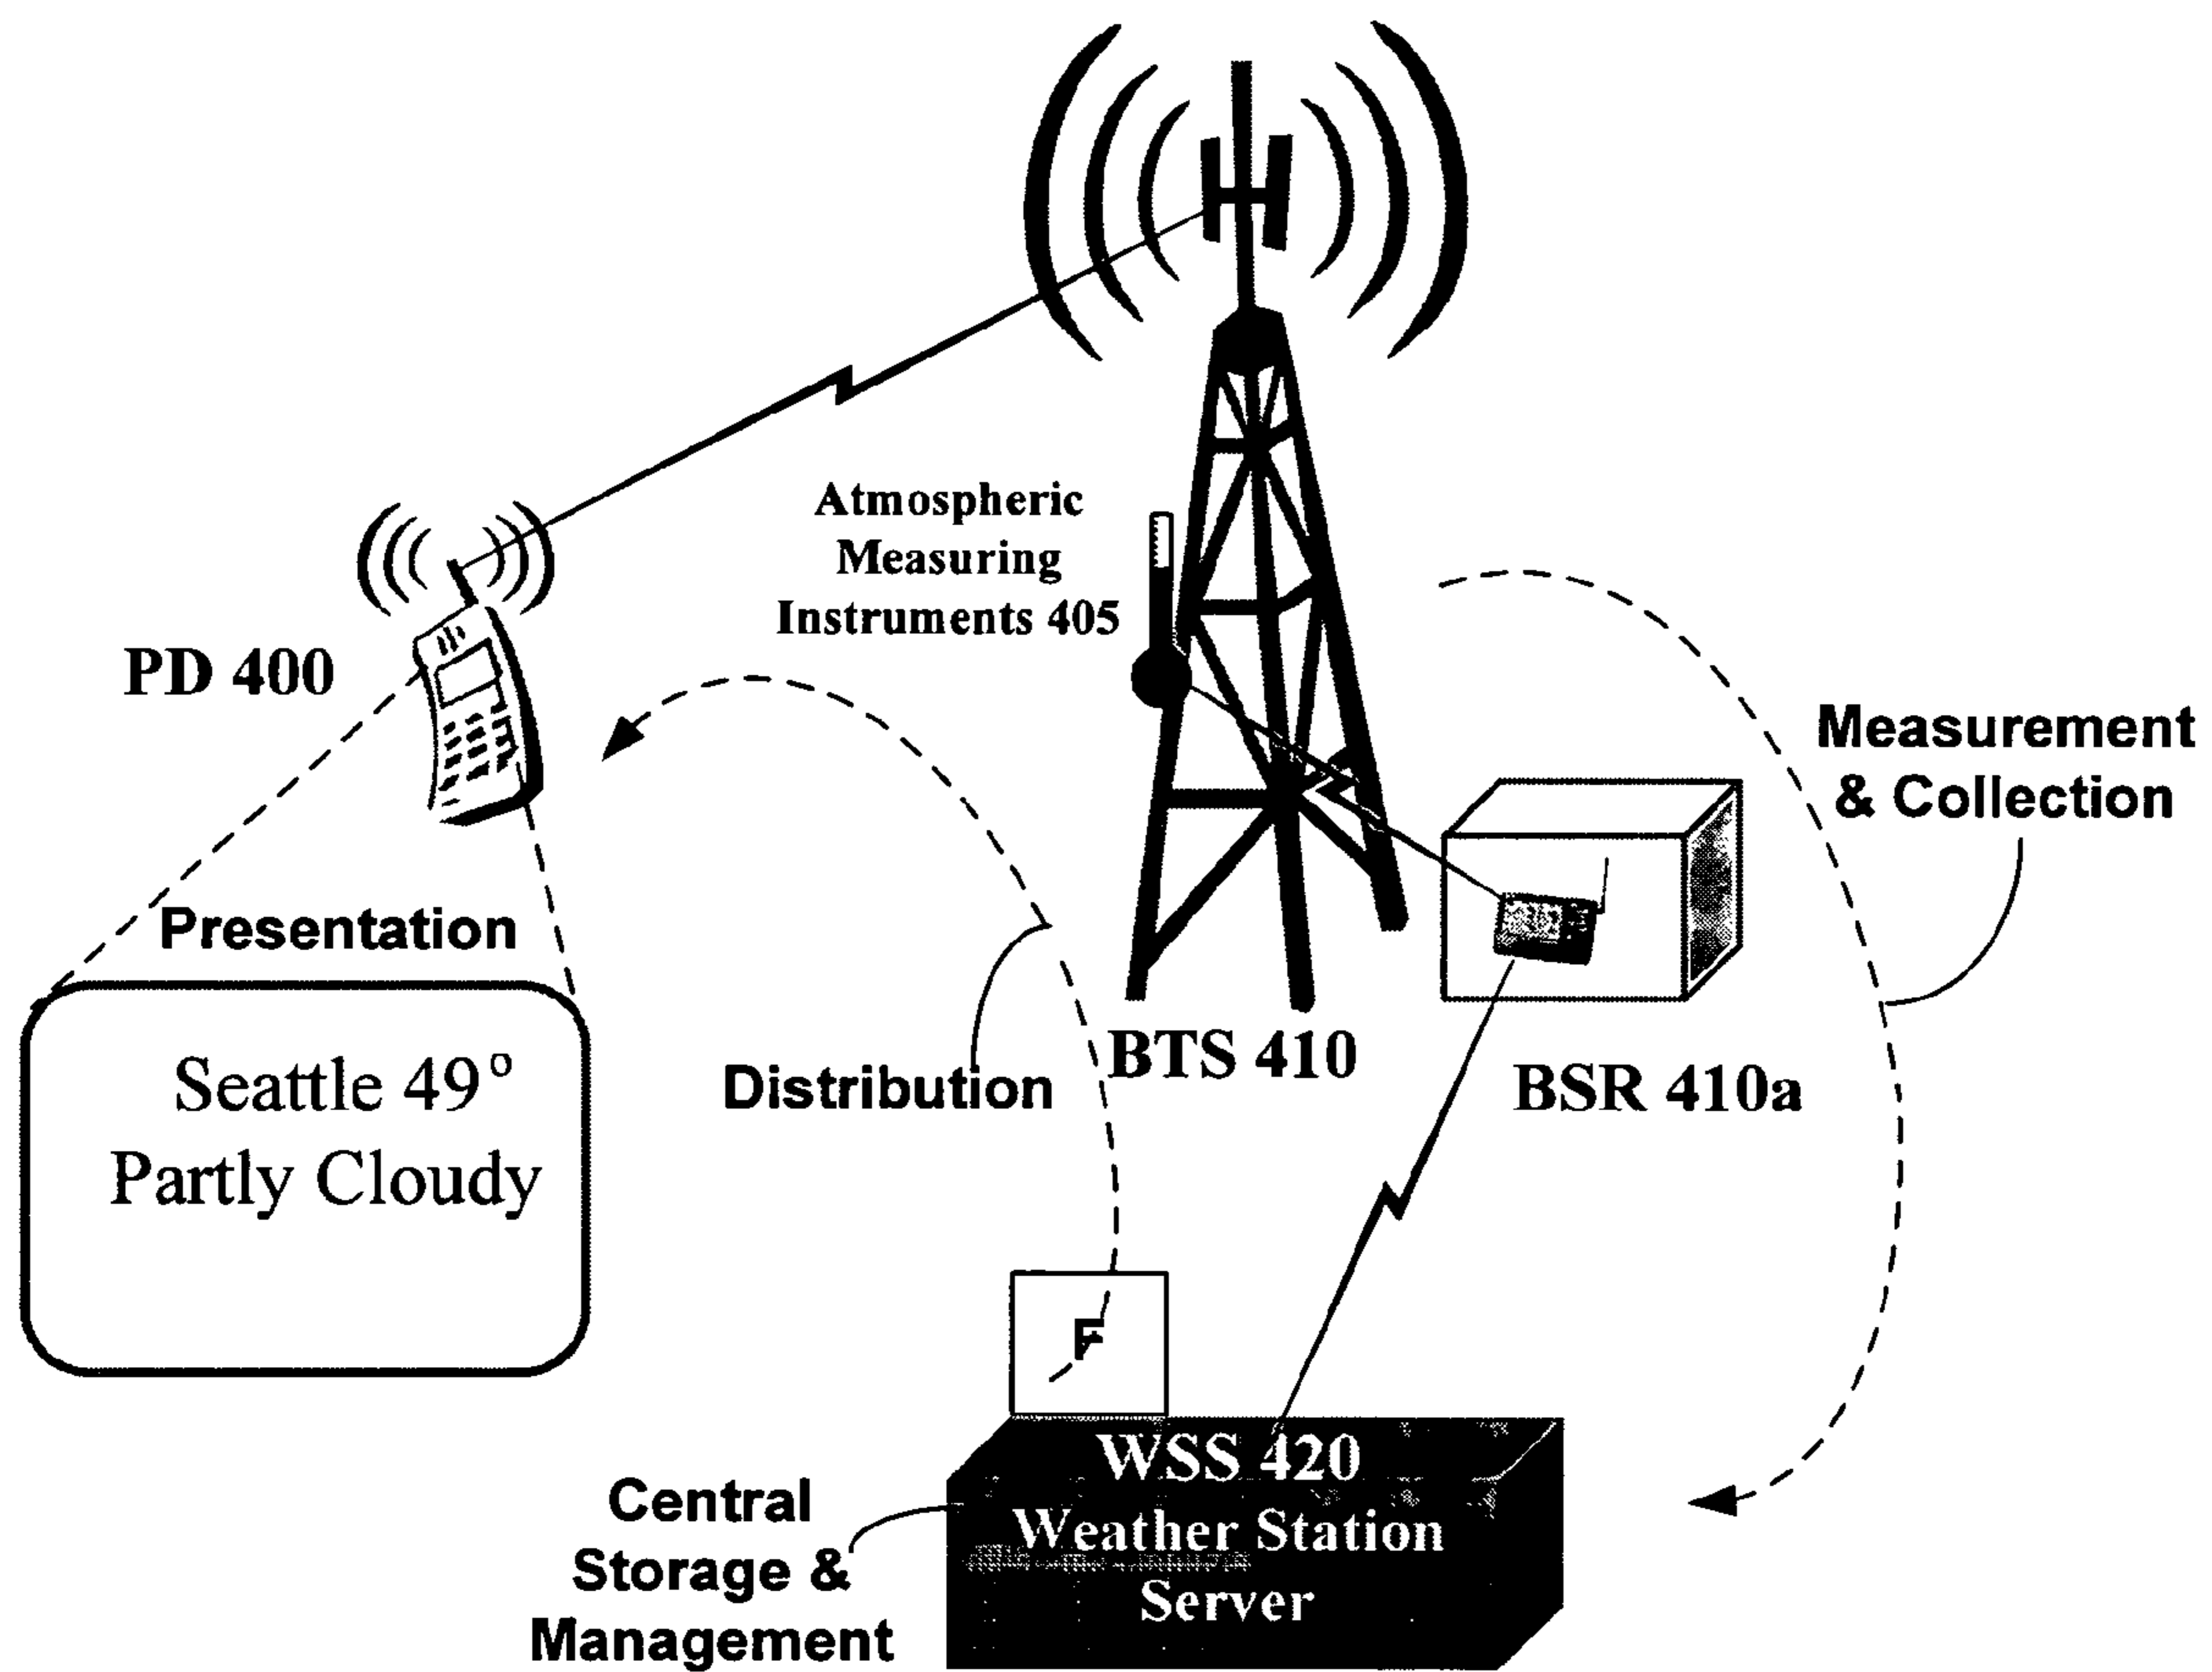 Atmospheric
Measuring
Instruments 405
PD 400
Measurement
& Collection
Presentation
Seattle 49°
Partly Cloudy
Distribution
BTS 410
BSR 410a
F
WSS 420
Weather Station
Server
Central
Storage &
Management